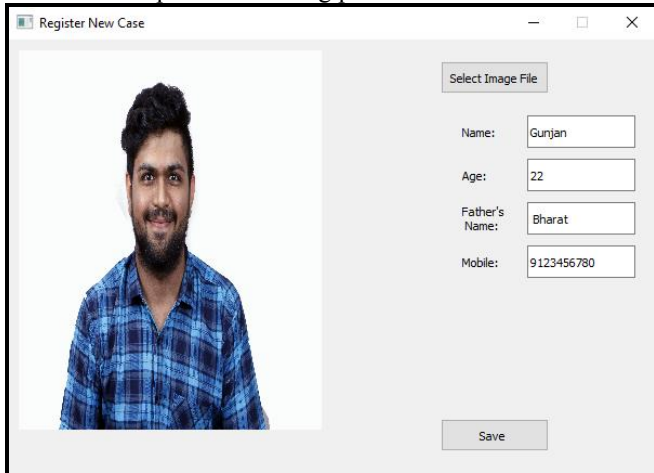 Register New Case
Select Image File
Name: Gunjan
Age: 22
Father's
Name: Bharat
Mobile: 9123456780
Save